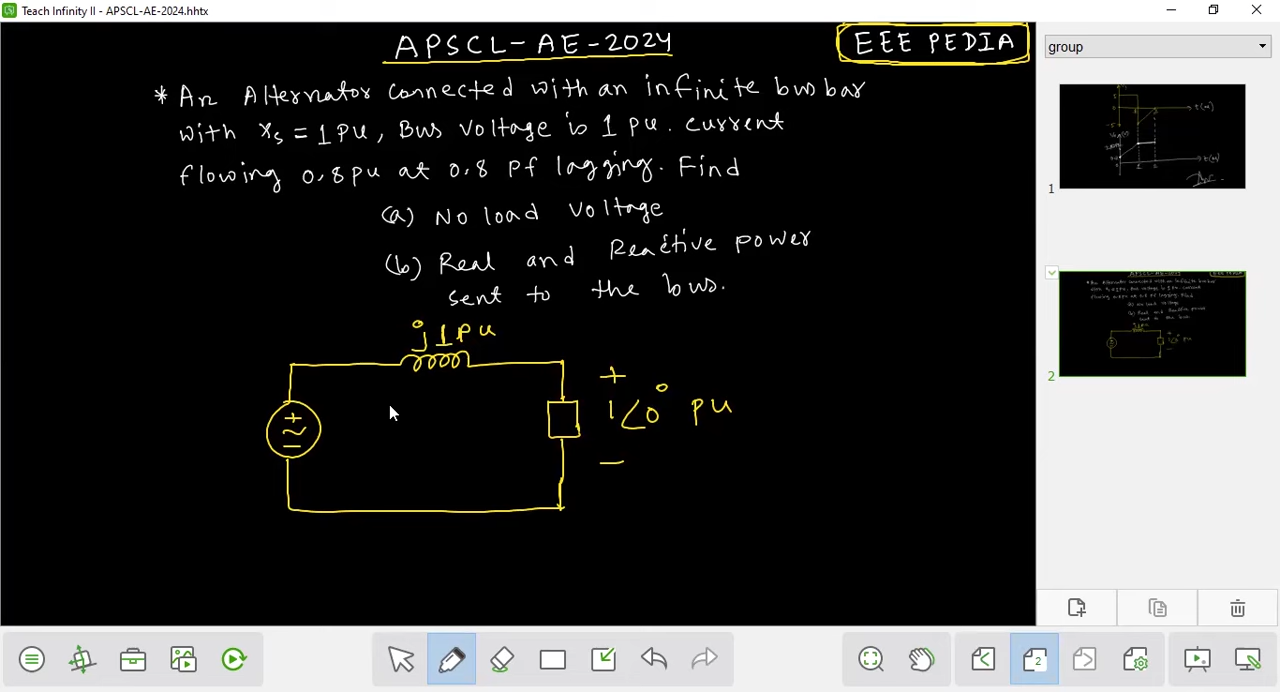 Teach Infinity II - APSCL-AE-2024.hhtx
APSCL-AE-2024
EEE PEDIA
group
* An Alternator connected with an infinite bus bar
with xs = 1 PU, Bus voltage is 1 pu. current
flowing 0.8 pu at 0.8 pf lagging. Find
(a) No load voltage
(b) Real and Reactive power
sent to the bus.
j1 pu
+
1∠0° pu
−
+
~
−
1
2
2